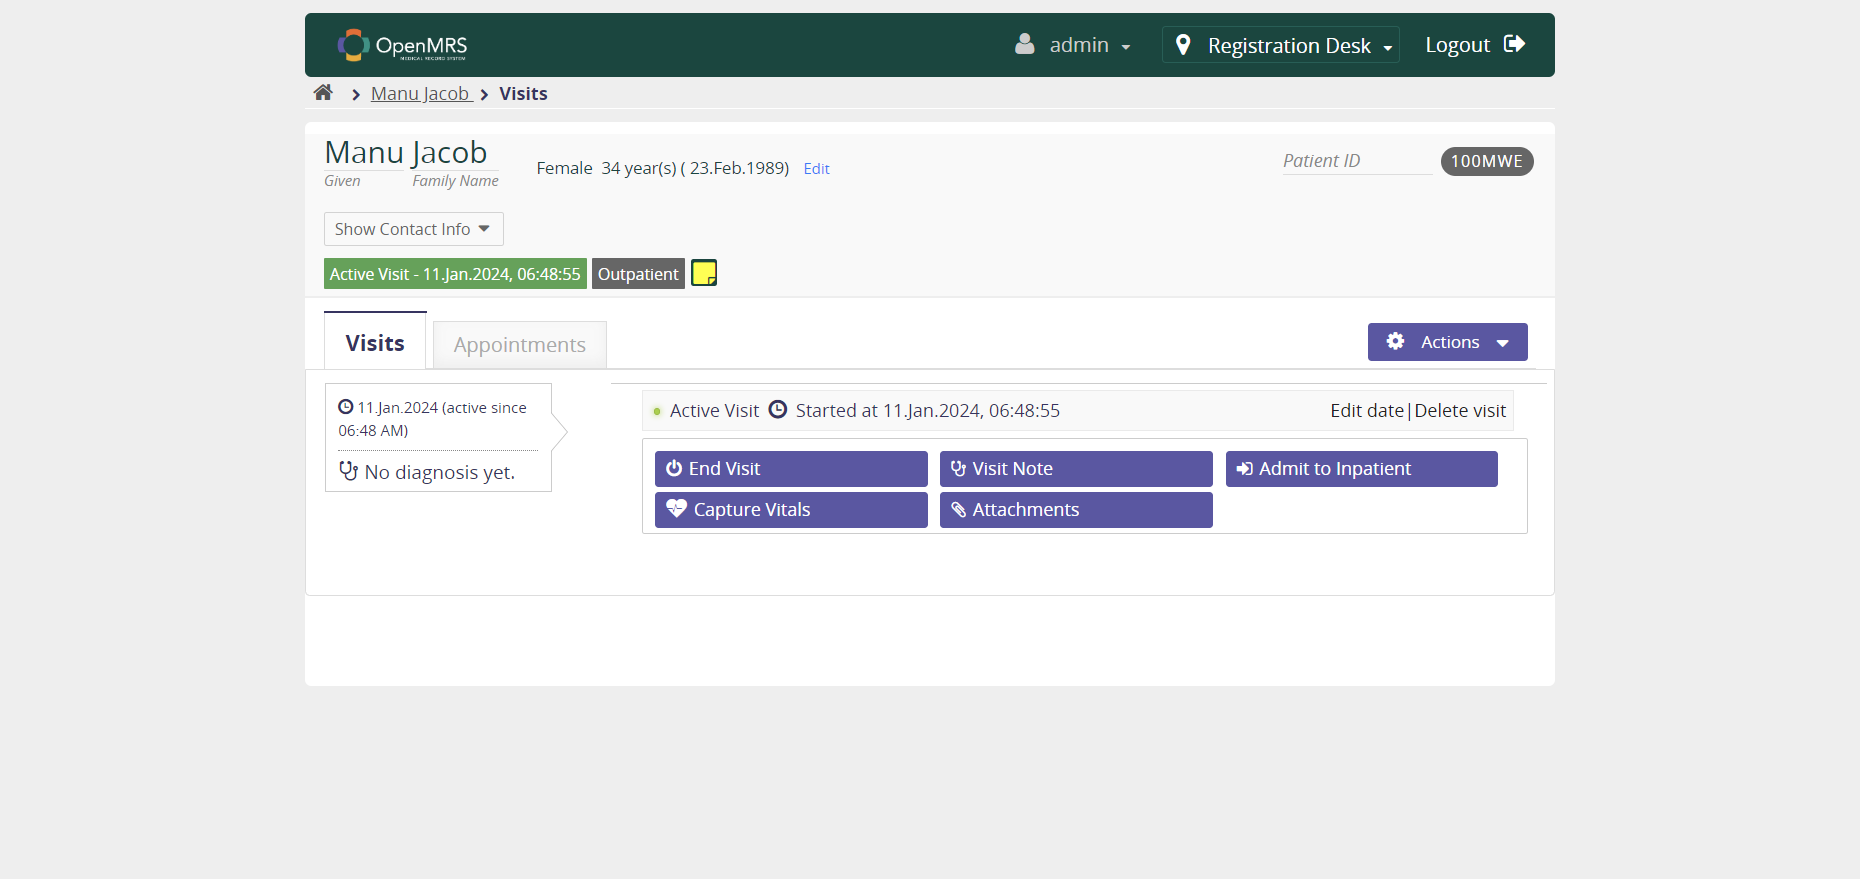 OpenMRS
MEDICAL RECORD SYSTEM
admin
Registration Desk
Logout
Manu Jacob
Visits
Manu Jacob
Given
Family Name
Female 34 year(s) ( 23.Feb.1989) Edit
Patient ID
100MWE
Show Contact Info
Active Visit - 11.Jan.2024, 06:48:55
Outpatient
Visits
Appointments
Actions
11.Jan.2024 (active since
06:48 AM)
No diagnosis yet.
Active Visit Started at 11.Jan.2024, 06:48:55
Edit date|Delete visit
End Visit
Visit Note
Admit to Inpatient
Capture Vitals
Attachments